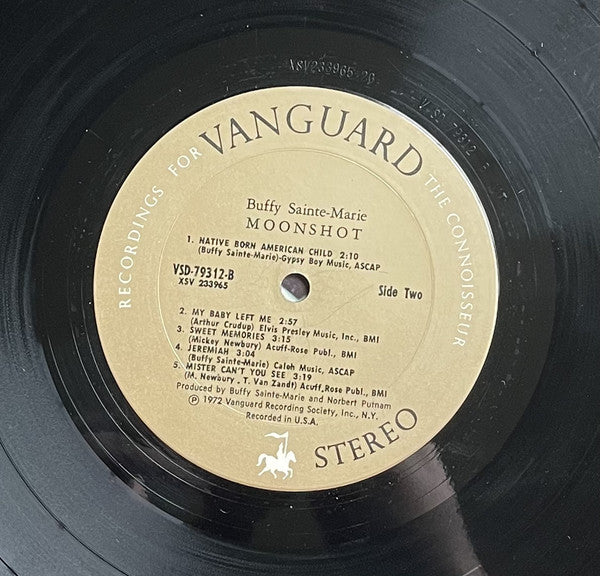 XSV233965-2G
RECORDINGS FOR VANGUARD THE CONNOISSEUR
Buffy Sainte-Marie
MOONSHOT
1. NATIVE BORN AMERICAN CHILD 2:10
(Buffy Sainte-Marie)-Gypsy Boy Music, ASCAP
VSD-79312-B
XSV 233965
Side Two
2. MY BABY LEFT ME 2:57
(Arthur Crudup) Elvis Presley Music, Inc., BMI
3. SWEET MEMORIES 3:15
(Mickey Newbury) Acuff-Rose Publ., BMI
4. JEREMIAH 3:04
(Buffy Sainte-Marie) Caleb Music, ASCAP
5. MISTER CAN'T YOU SEE 3:19
(M. Newbury - T. Van Zandt) Acuff-Rose Publ., BMI
Produced by Buffy Sainte-Marie and Norbert Putnam
℗ 1972 Vanguard Recording Society, Inc., N.Y.
Recorded in U.S.A.
STEREO